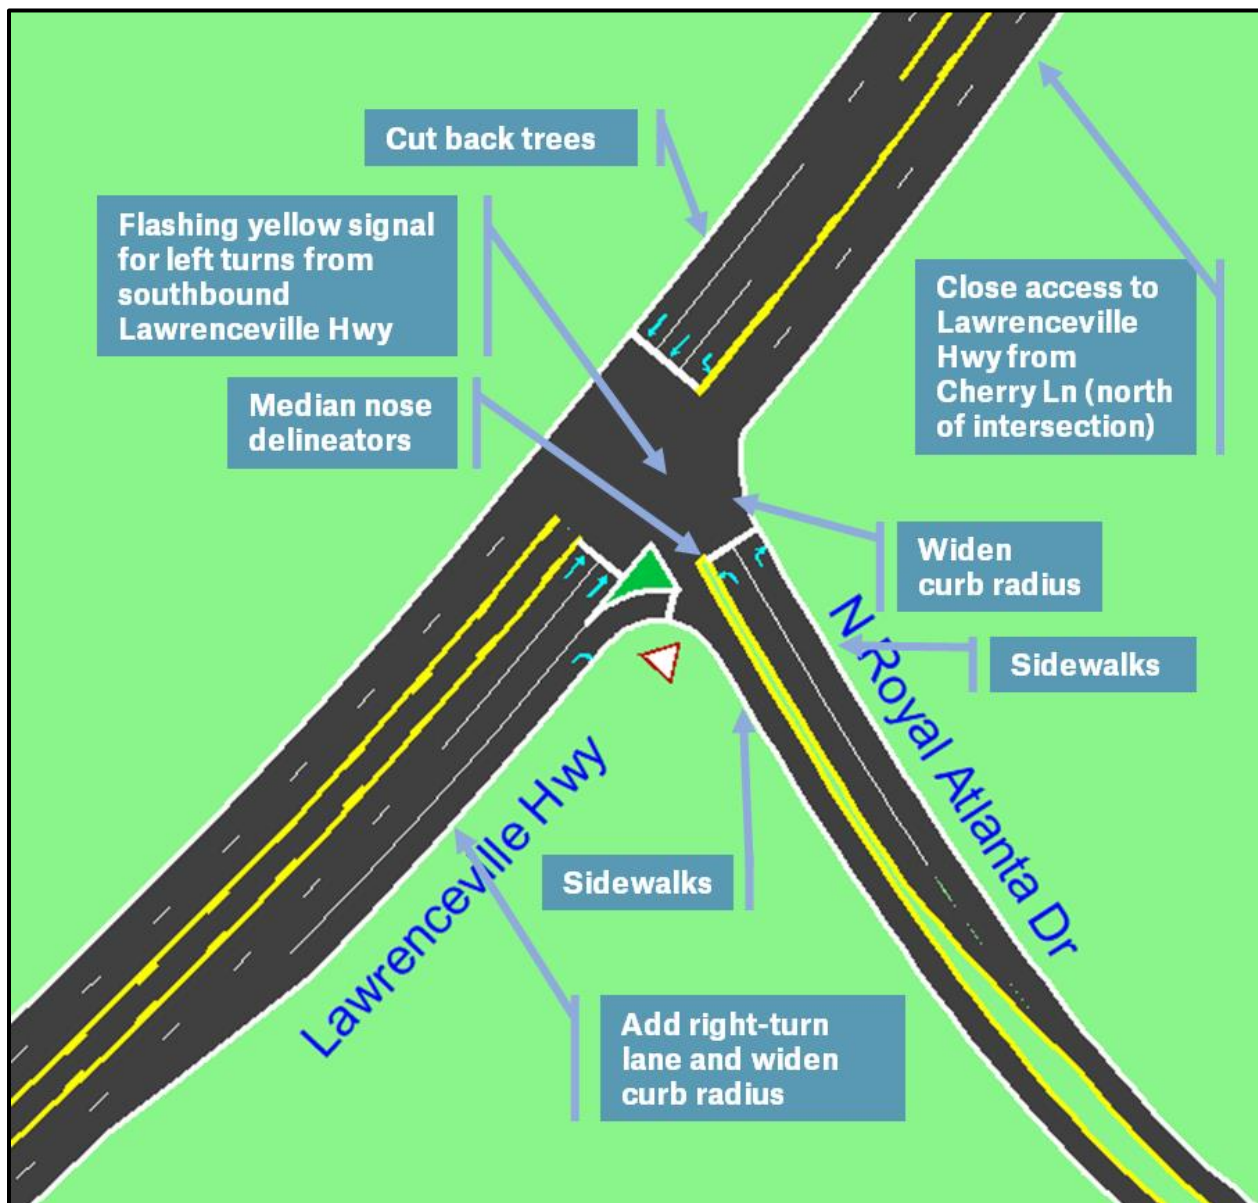 Cut back trees
Flashing yellow signal
for left turns from
southbound
Lawrenceville Hwy
Close access to
Lawrenceville
Hwy from
Cherry Ln (north
of intersection)
Median nose
delineators
Widen
curb radius
Sidewalks
N Royal Atlanta Dr
Lawrenceville Hwy
Sidewalks
Add right-turn
lane and widen
curb radius